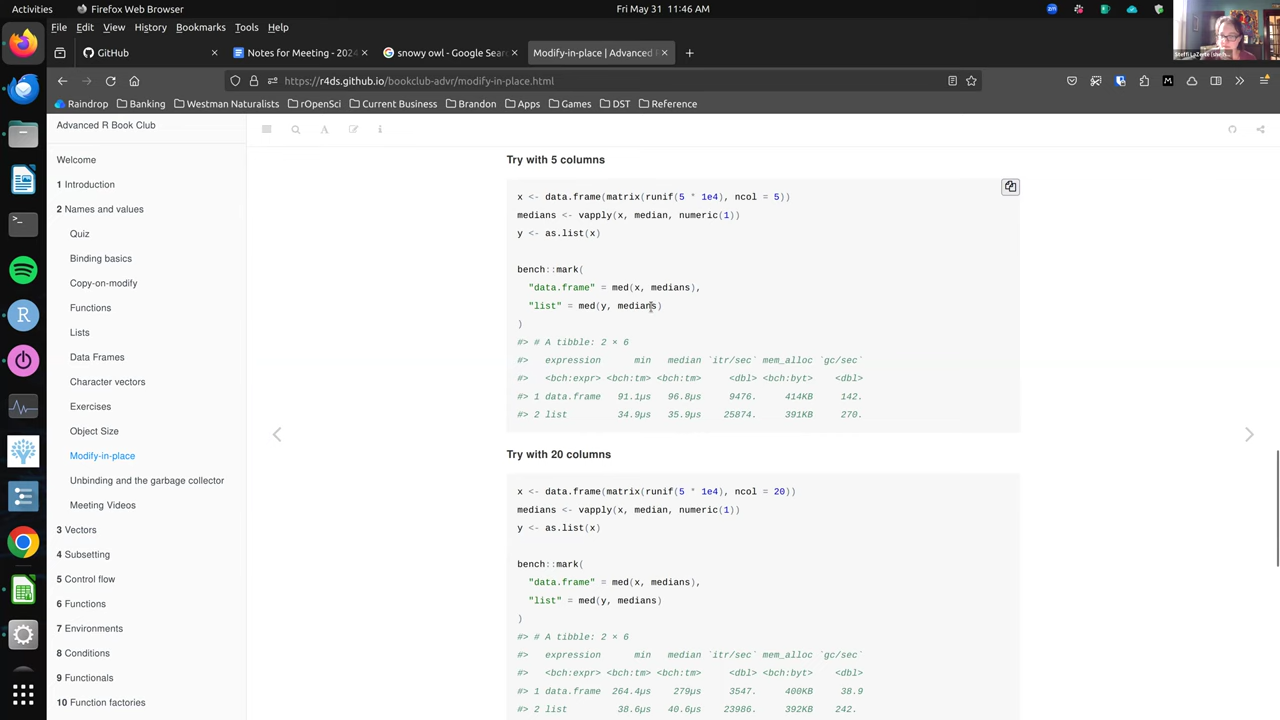 Activities
Firefox Web Browser
Fri May 31 11:46 AM
File Edit View History Bookmarks Tools Help
GitHub
Notes for Meeting - 2024
snowy owl - Google Sear
Modify-in-place | Advanced
https://r4ds.github.io/bookclub-advr/modify-in-place.html
Raindrop Banking Westman Naturalists rOpenSci Current Business Brandon Apps Games DST Reference
Advanced R Book Club
Welcome
1 Introduction
2 Names and values
Quiz
Binding basics
Copy-on-modify
Functions
Lists
Data Frames
Character vectors
Exercises
Object Size
Modify-in-place
Unbinding and the garbage collector
Meeting Videos
3 Vectors
4 Subsetting
5 Control flow
6 Functions
7 Environments
8 Conditions
9 Functionals
10 Function factories
Try with 5 columns
x <- data.frame(matrix(runif(5 * 1e4), ncol = 5))
medians <- vapply(x, median, numeric(1))
y <- as.list(x)
bench::mark(
"data.frame" = med(x, medians),
"list" = med(y, medians)
)
#> # A tibble: 2 × 6
#>   expression      min   median `itr/sec` mem_alloc `gc/sec`
#>   <bch:expr> <bch:tm> <bch:tm>     <dbl> <bch:byt>    <dbl>
#> 1 data.frame   91.1µs   96.8µs     9476.     414KB     142.
#> 2 list         34.9µs   35.9µs    25874.     391KB     270.
Try with 20 columns
x <- data.frame(matrix(runif(5 * 1e4), ncol = 20))
medians <- vapply(x, median, numeric(1))
y <- as.list(x)
bench::mark(
"data.frame" = med(x, medians),
"list" = med(y, medians)
)
#> # A tibble: 2 × 6
#>   expression      min   median `itr/sec` mem_alloc `gc/sec`
#>   <bch:expr> <bch:tm> <bch:tm>     <dbl> <bch:byt>    <dbl>
#> 1 data.frame  264.4µs    279µs     3547.     400KB     38.9
#> 2 list         38.6µs   40.6µs    23986.     392KB    242.